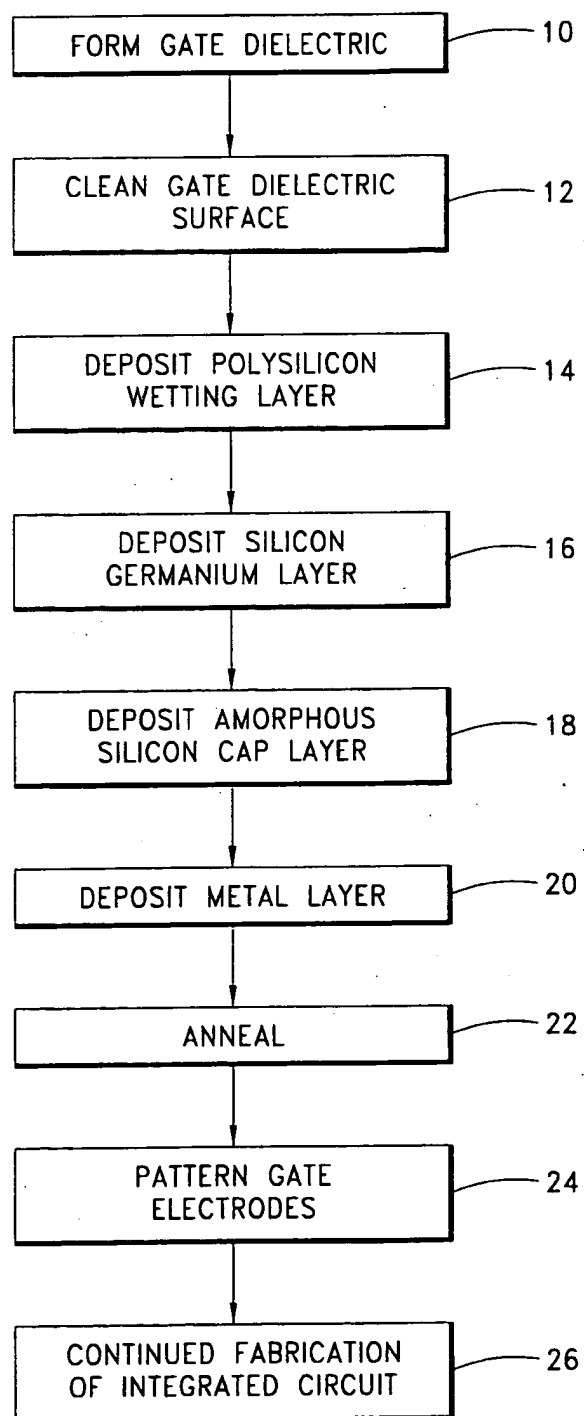 FORM GATE DIELECTRIC
10
CLEAN GATE DIELECTRIC
SURFACE
12
DEPOSIT POLYSILICON
WETTING LAYER
14
DEPOSIT SILICON
GERMANIUM LAYER
16
DEPOSIT AMORPHOUS
SILICON CAP LAYER
18
DEPOSIT METAL LAYER
20
ANNEAL
22
PATTERN GATE
ELECTRODES
24
CONTINUED FABRICATION
OF INTEGRATED CIRCUIT
26